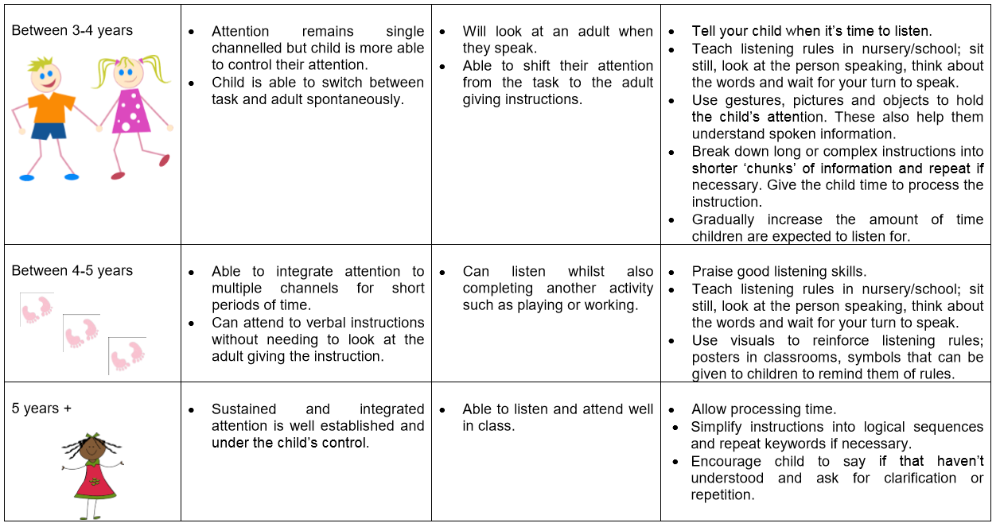 Between 3-4 years
• Attention remains single
channelled but child is more able
to control their attention.
• Child is able to switch between
task and adult spontaneously.
• Will look at an adult when
they speak.
• Able to shift their attention
from the task to the adult
giving instructions.
• Tell your child when it’s time to listen.
• Teach listening rules in nursery/school; sit
still, look at the person speaking, think about
the words and wait for your turn to speak.
• Use gestures, pictures and objects to hold
the child’s attention. These also help them
understand spoken information.
• Break down long or complex instructions into
shorter ‘chunks’ of information and repeat if
necessary. Give the child time to process the
instruction.
• Gradually increase the amount of time
children are expected to listen for.
Between 4-5 years
• Able to integrate attention to
multiple channels for short
periods of time.
• Can attend to verbal instructions
without needing to look at the
adult giving the instruction.
• Can listen whilst also
completing another activity
such as playing or working.
• Praise good listening skills.
• Teach listening rules in nursery/school; sit
still, look at the person speaking, think about
the words and wait for your turn to speak.
• Use visuals to reinforce listening rules;
posters in classrooms, symbols that can be
given to children to remind them of rules.
5 years +
• Sustained and integrated
attention is well established and
under the child’s control.
• Able to listen and attend well
in class.
• Allow processing time.
• Simplify instructions into logical sequences
and repeat keywords if necessary.
• Encourage child to say if that haven’t
understood and ask for clarification or
repetition.